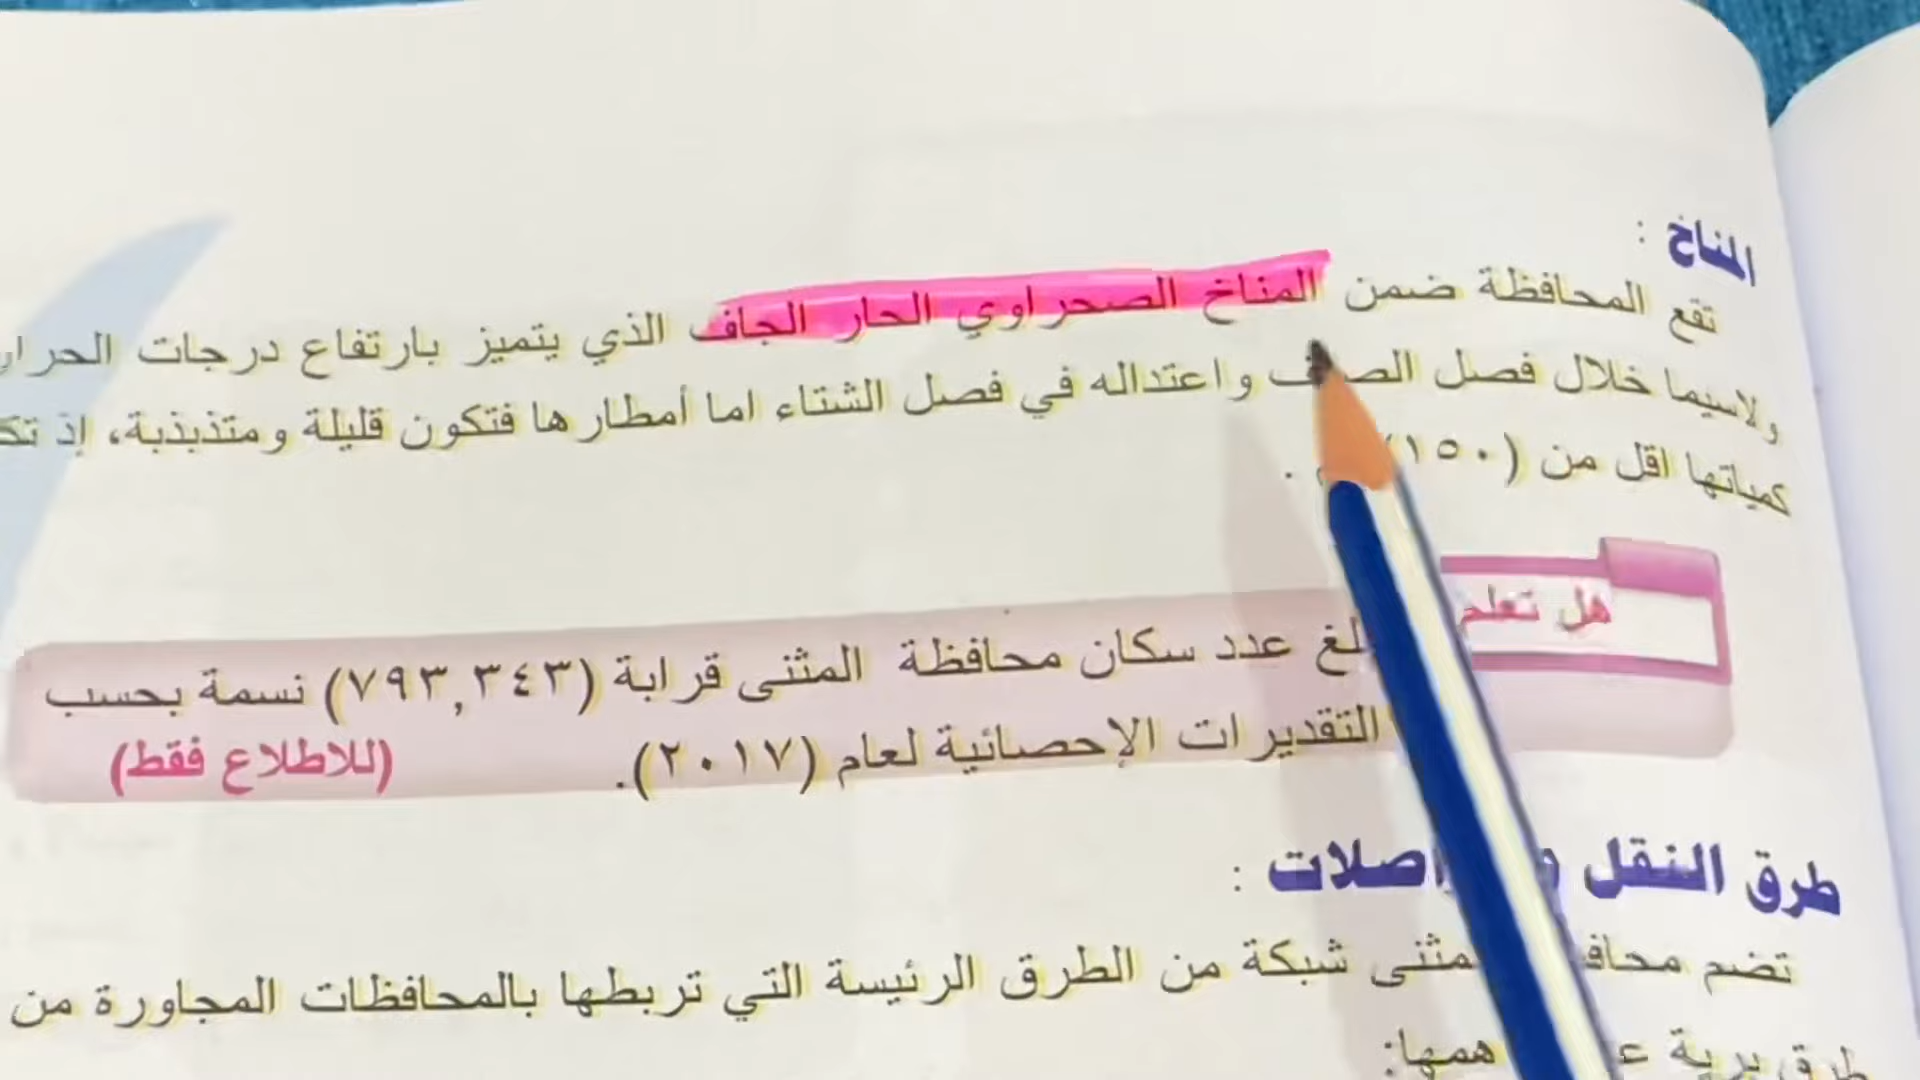 المناخ :
تقع المحافظة ضمن المناخ الصحراوي الحار الجاف الذي يتميز بارتفاع درجات
ولاسيما خلال فصل واعتداله في فصل الشتاء اما أمطارها فتكون قليلة ومتذبذبة، إذ
كمياتها اقل من (١٥٠ .
هل تعلم
عدد سكان محافظة المثنى قرابة (٧٩٣,٣٤٣) نسمة بحسب
التقديرات الإحصائية لعام (٢٠١٧). (للاطلاع فقط)
طرق النقل :
تضم شبكة من الطرق الرئيسة التي تربطها بالمحافظات المجاورة من
طرق برية